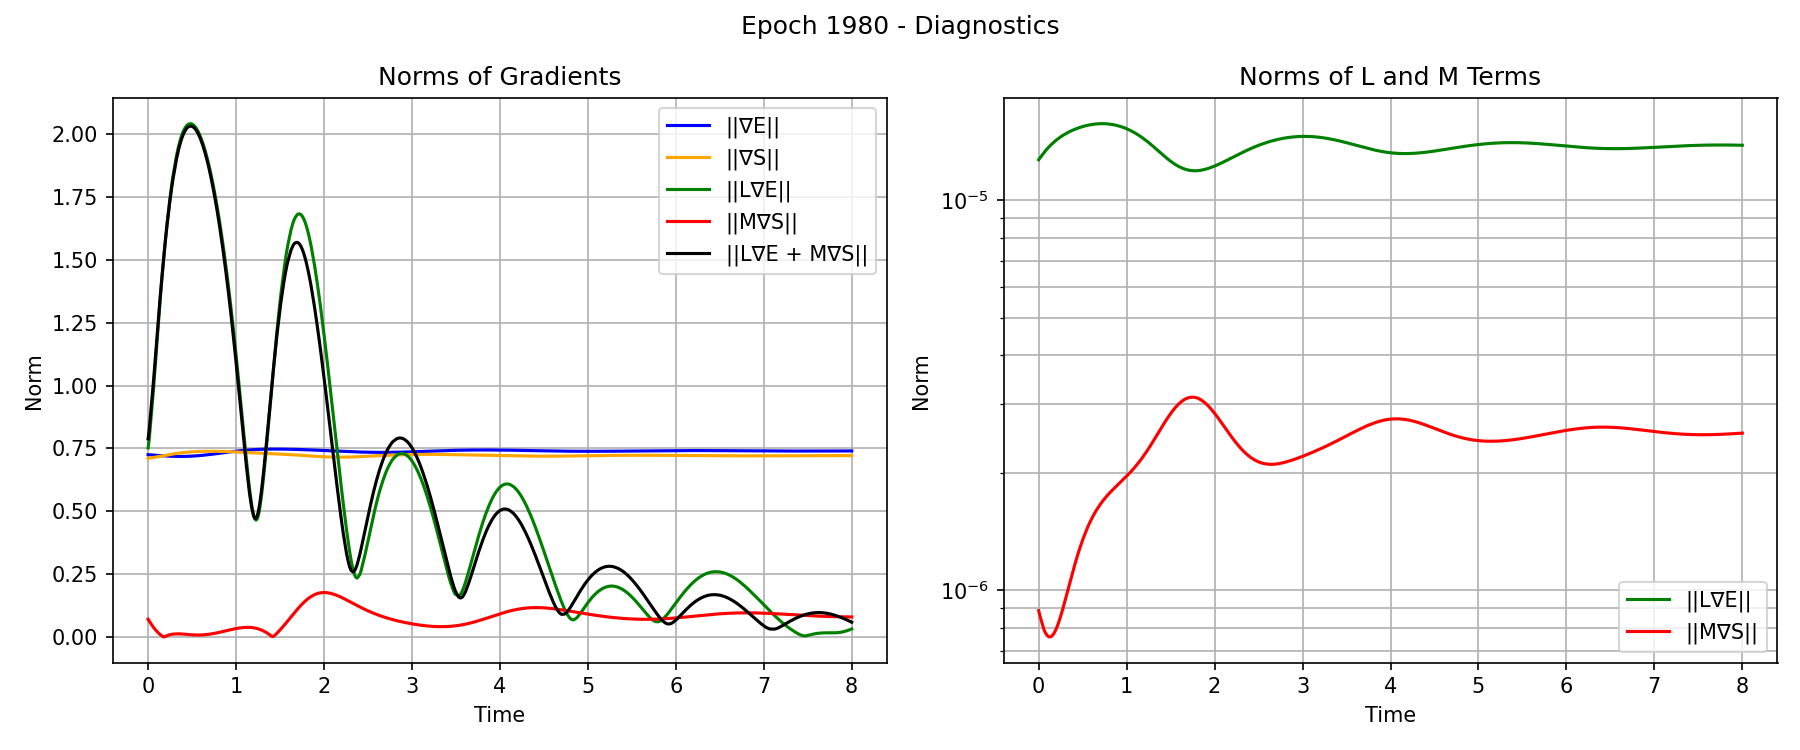 Epoch 1980 - Diagnostics
Norms of Gradients
2.00
1.75
1.50
1.25
1.00
0.75
0.50
0.25
0.00
Norm
||∇E||
||∇S||
||L∇E||
||M∇S||
||L∇E + M∇S||
0 1 2 3 4 5 6 7 8
Time
Norms of L and M Terms
10⁻⁵
10⁻⁶
Norm
||L∇E||
||M∇S||
0 1 2 3 4 5 6 7 8
Time